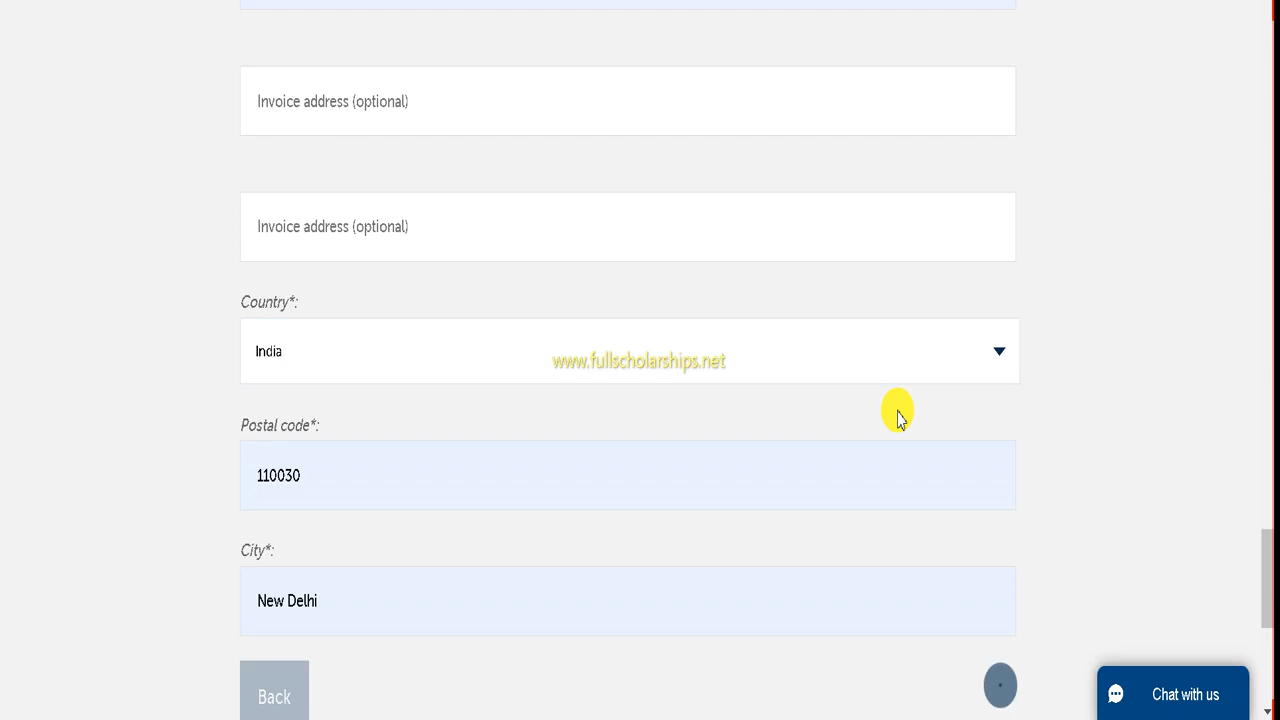 Invoice address (optional)
Invoice address (optional)
Country*:
India
www.fullscholarships.net
Postal code*:
110030
City*:
New Delhi
Back
Chat with us